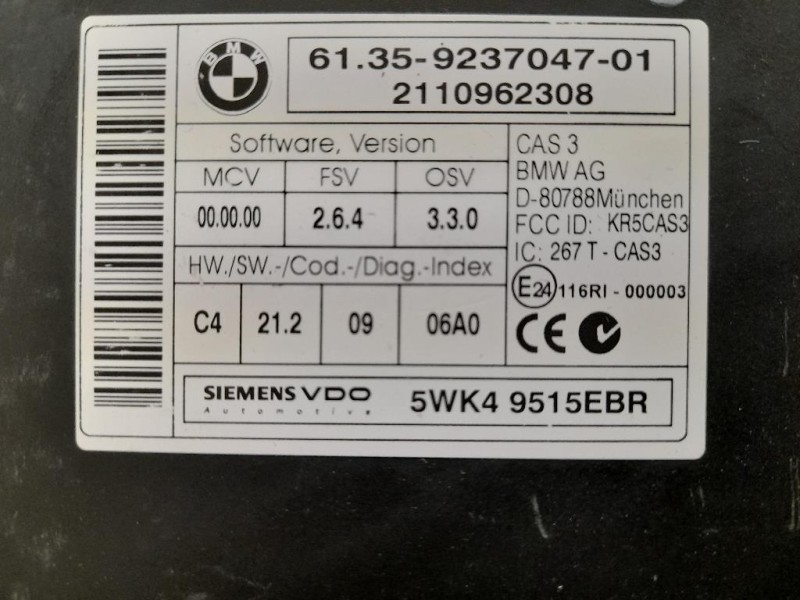 BMW
61.35-9237047-01
2110962308
Software, Version
MCV FSV OSV
00.00.00 2.6.4 3.3.0
HW./SW.-/Cod.-/Diag.-Index
C4 21.2 09 06A0
CAS 3
BMW AG
D-80788München
FCC ID: KR5CAS3
IC: 267 T - CAS3
E24 116RI - 000003
CE
SIEMENS VDO
Automotive
5WK4 9515EBR